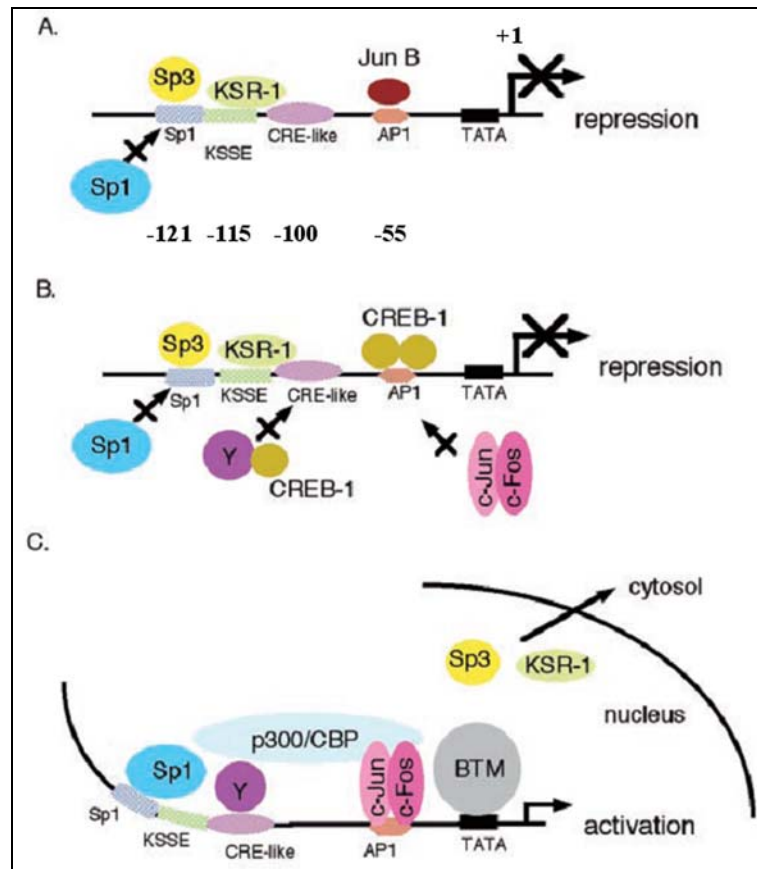 A.
+1
Jun B
Sp3
KSR-1
repression
Sp1
KSSE
CRE-like
AP1
TATA
Sp1
-121 -115 -100 -55
B.
CREB-1
Sp3
KSR-1
repression
Sp1
KSSE
CRE-like
AP1
TATA
Sp1
Y
CREB-1
c-Jun
c-Fos
C.
cytosol
Sp3
KSR-1
nucleus
p300/CBP
Sp1
Y
c-Jun
c-Fos
BTM
activation
Sp1
KSSE
CRE-like
AP1
TATA